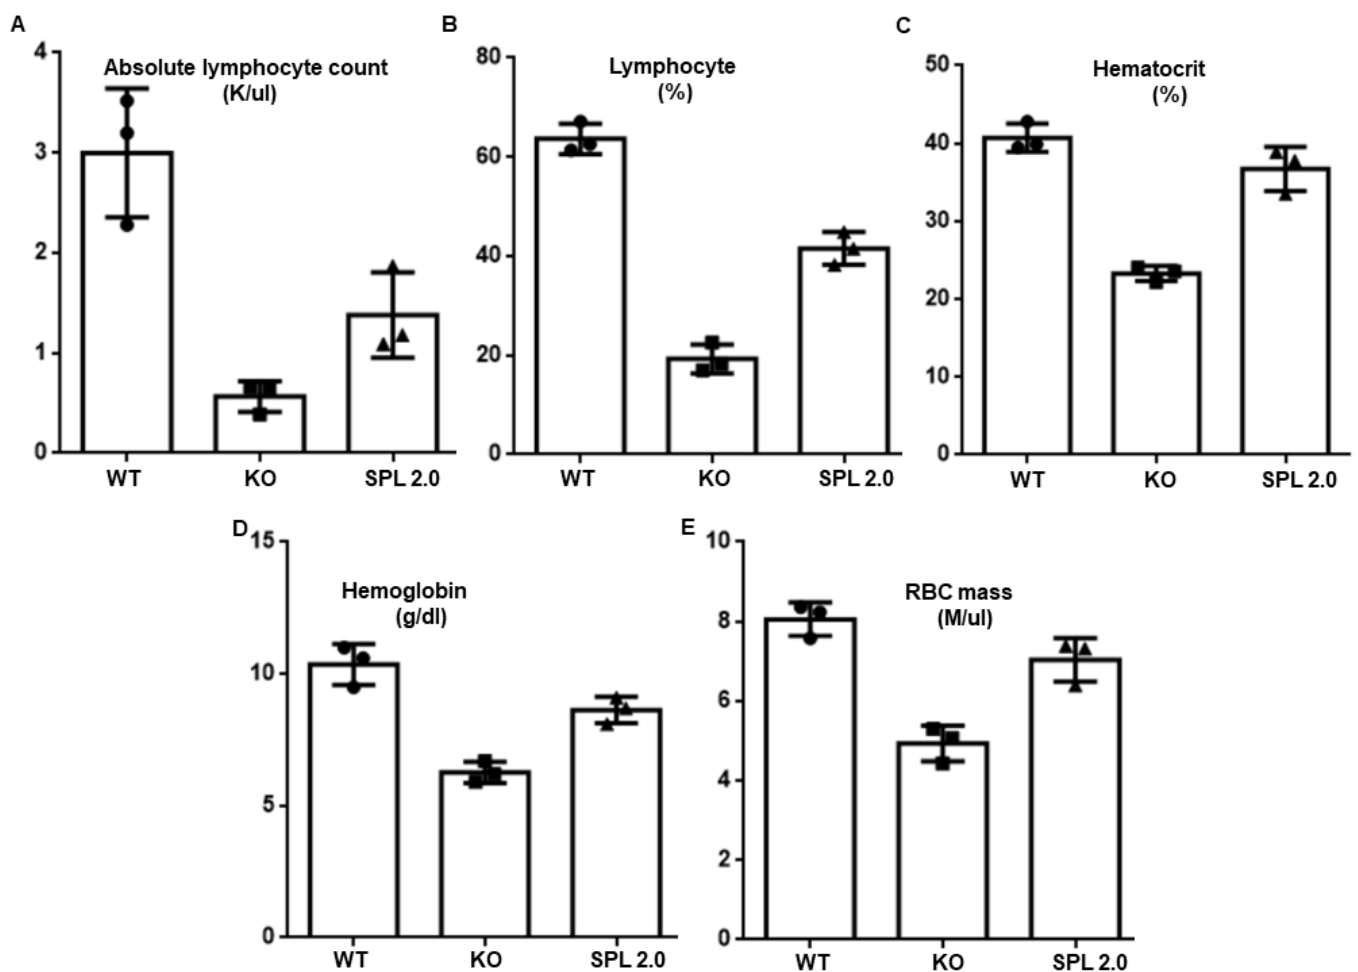 A
Absolute lymphocyte count
(K/ul)
4
3
2
1
0
WT KO SPL 2.0
B
Lymphocyte
(%)
80
60
40
20
0
WT KO SPL 2.0
C
Hematocrit
(%)
50
40
30
20
10
0
WT KO SPL 2.0
D
Hemoglobin
(g/dl)
15
10
5
0
WT KO SPL 2.0
E
RBC mass
(M/ul)
10
8
6
4
2
0
WT KO SPL 2.0